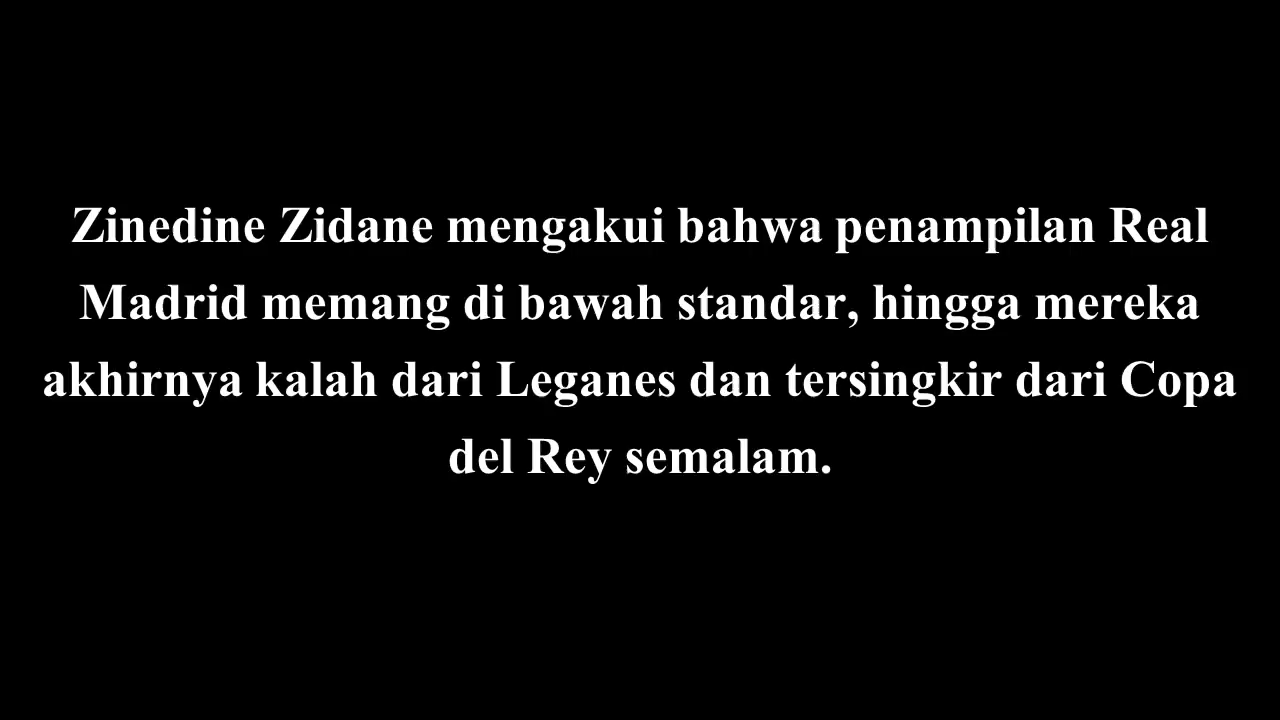 Zinedine Zidane mengakui bahwa penampilan Real
Madrid memang di bawah standar, hingga mereka
akhirnya kalah dari Leganes dan tersingkir dari Copa
del Rey semalam.